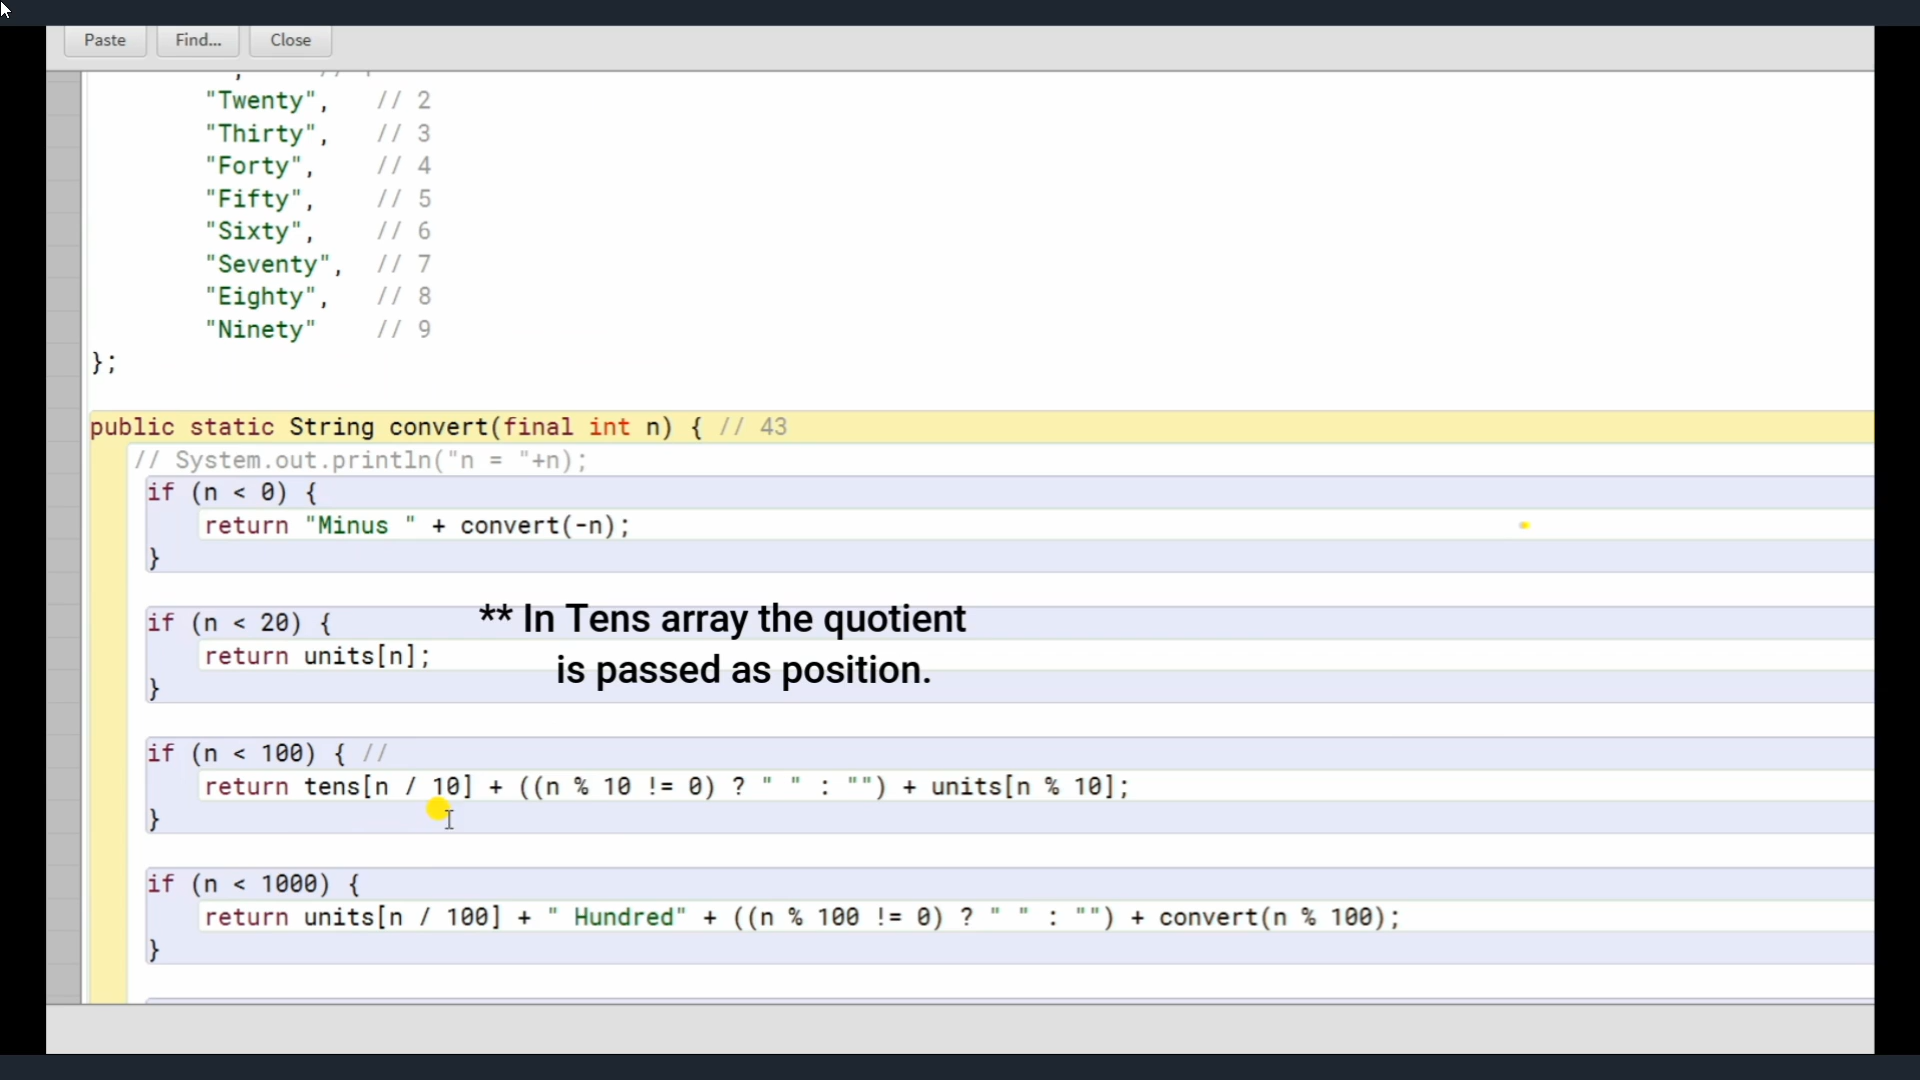 Paste Find... Close
"Twenty", // 2
"Thirty", // 3
"Forty", // 4
"Fifty", // 5
"Sixty", // 6
"Seventy", // 7
"Eighty", // 8
"Ninety" // 9
};
public static String convert(final int n) { // 43
// System.out.println("n = "+n);
if (n < 0) {
return "Minus " + convert(-n);
}
if (n < 20) {
return units[n];
}
** In Tens array the quotient
is passed as position.
if (n < 100) { //
return tens[n / 10] + ((n % 10 != 0) ? " " : "") + units[n % 10];
}
if (n < 1000) {
return units[n / 100] + " Hundred" + ((n % 100 != 0) ? " " : "") + convert(n % 100);
}